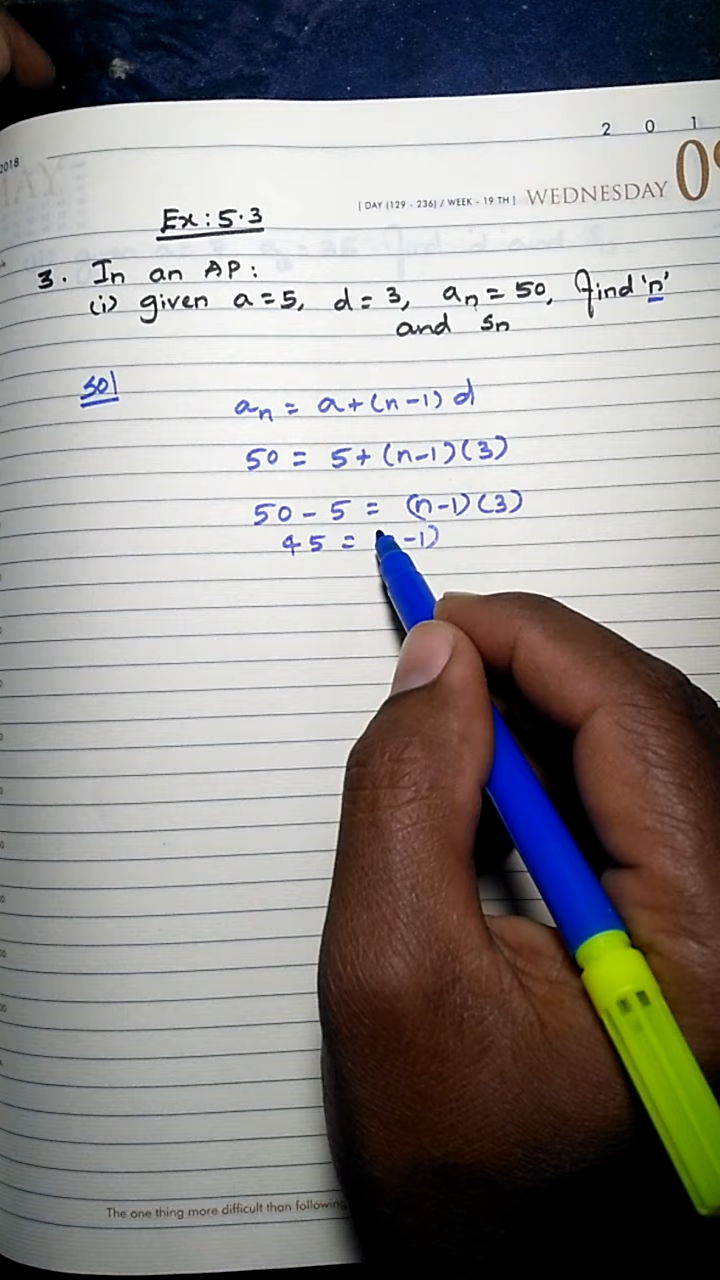 2018
2 0 1
[ DAY (129 - 236) / WEEK - 19 TH ] WEDNESDAY 09
Ex : 5.3
3. In an AP :
(i) given a = 5, d = 3, an = 50, find 'n'
and Sn
Sol
an = a + (n-1) d
50 = 5 + (n-1)(3)
50 - 5 = (n-1)(3)
45 = -1)
The one thing more difficult than following